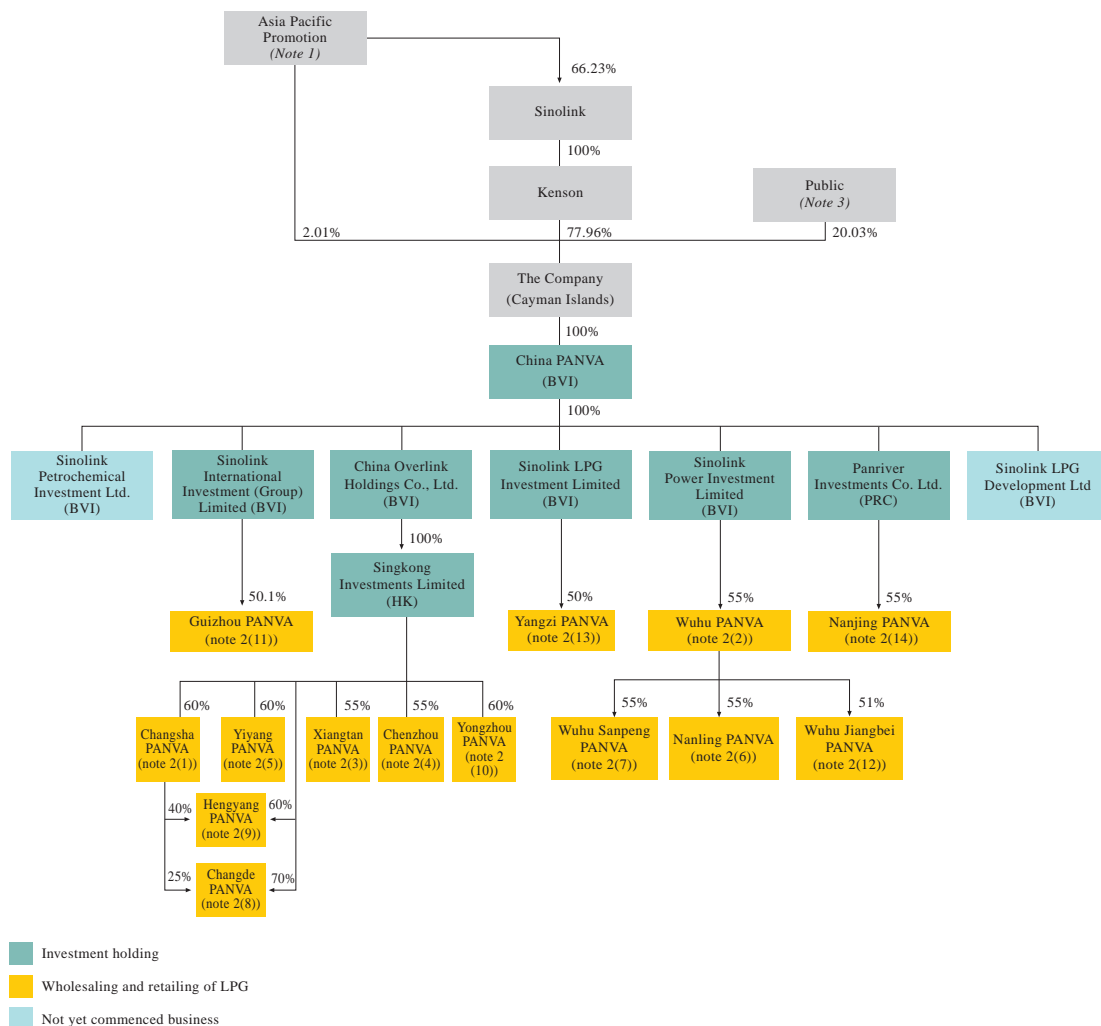 Asia Pacific
Promotion
(Note 1)
66.23%
Sinolink
100%
Kenson
Public
(Note 3)
2.01%
77.96%
20.03%
The Company
(Cayman Islands)
100%
China PANVA
(BVI)
100%
Sinolink
Petrochemical
Investment Ltd.
(BVI)
Sinolink
International
Investment (Group)
Limited (BVI)
China Overlink
Holdings Co., Ltd.
(BVI)
Sinolink LPG
Investment Limited
(BVI)
Sinolink
Power Investment
Limited
(BVI)
Panriver
Investments Co. Ltd.
(PRC)
Sinolink LPG
Development Ltd
(BVI)
100%
Singkong
Investments Limited
(HK)
50.1%
Guizhou PANVA
(note 2(11))
50%
Yangzi PANVA
(note 2(13))
55%
Wuhu PANVA
(note 2(2))
55%
Nanjing PANVA
(note 2(14))
60%
Changsha
PANVA
(note 2(1))
60%
Yiyang
PANVA
(note 2(5))
55%
Xiangtan
PANVA
(note 2(3))
55%
Chenzhou
PANVA
(note 2(4))
60%
Yongzhou
PANVA
(note 2
(10))
55%
Wuhu Sanpeng
PANVA
(note 2(7))
55%
Nanling PANVA
(note 2(6))
51%
Wuhu Jiangbei
PANVA
(note 2(12))
40%
Hengyang
PANVA
(note 2(9))
60%
25%
Changde
PANVA
(note 2(8))
70%
Investment holding
Wholesaling and retailing of LPG
Not yet commenced business